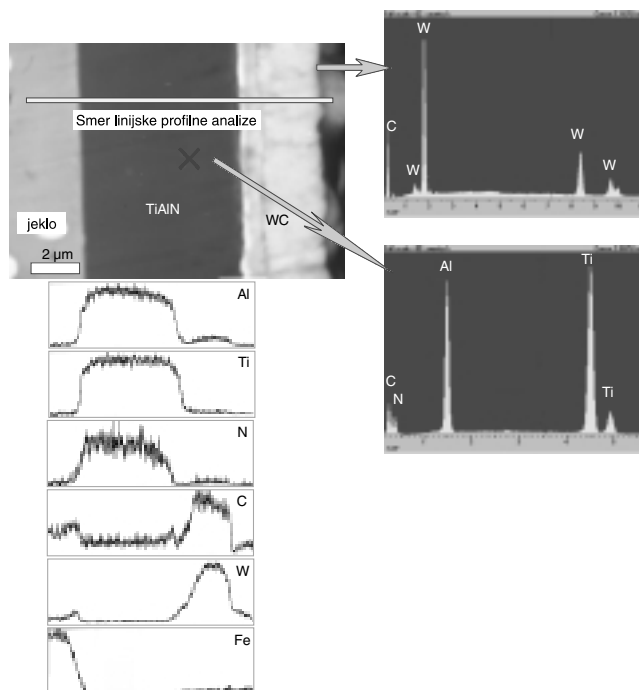 Smer linijske profilne analize
TiAlN
WC
jeklo
2 µm
W
C
W
W
W
Al
Ti
C
N
Ti
Al
Ti
N
C
W
Fe